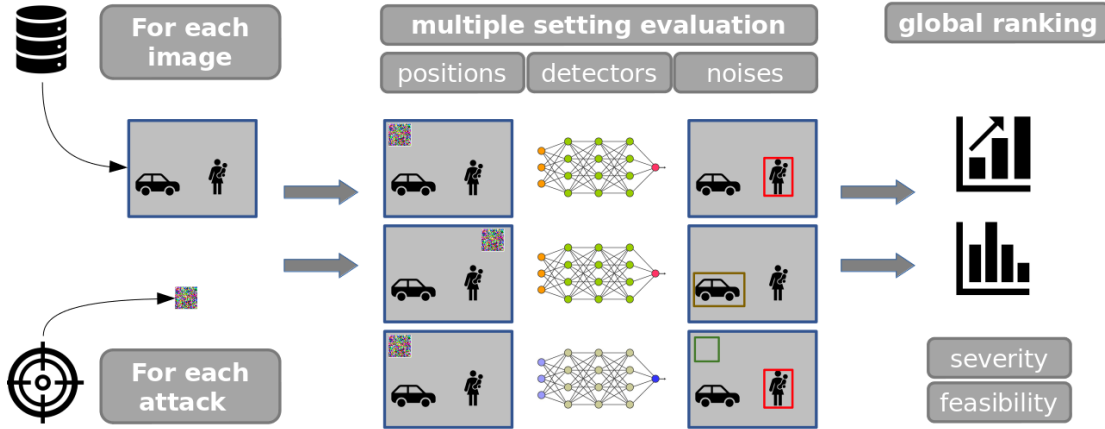 For each
image
multiple setting evaluation
global ranking
positions
detectors
noises
For each
attack
severity
feasibility